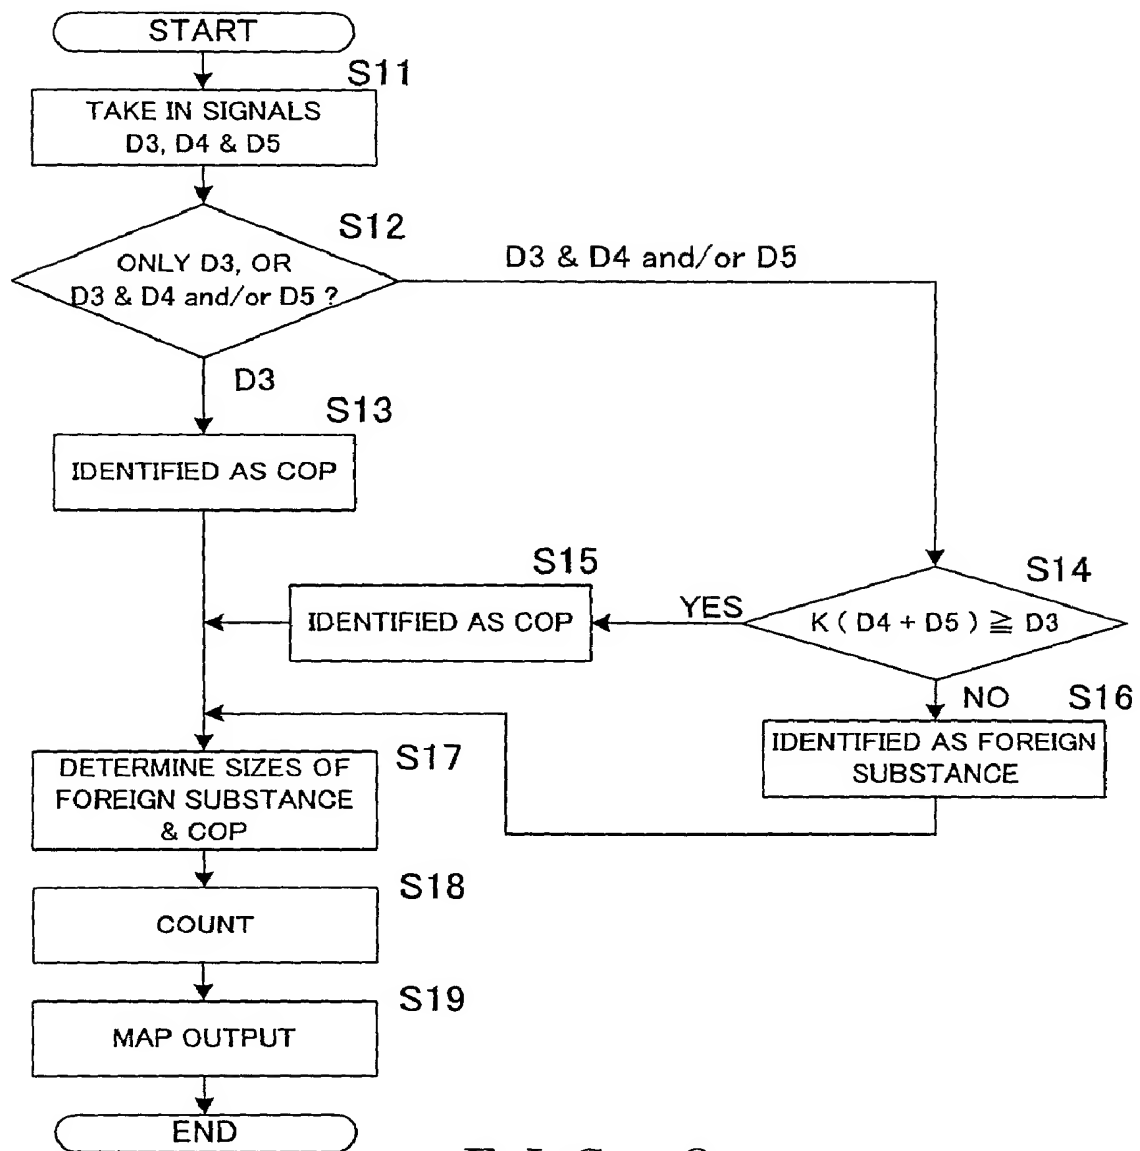 START
S11
TAKE IN SIGNALS
D3, D4 & D5
S12
ONLY D3, OR
D3 & D4 and/or D5 ?
D3 & D4 and/or D5
D3
S13
IDENTIFIED AS COP
S14
K ( D4 + D5 ) ≧ D3
YES
S15
IDENTIFIED AS COP
NO
S16
IDENTIFIED AS FOREIGN
SUBSTANCE
S17
DETERMINE SIZES OF
FOREIGN SUBSTANCE
& COP
S18
COUNT
S19
MAP OUTPUT
END